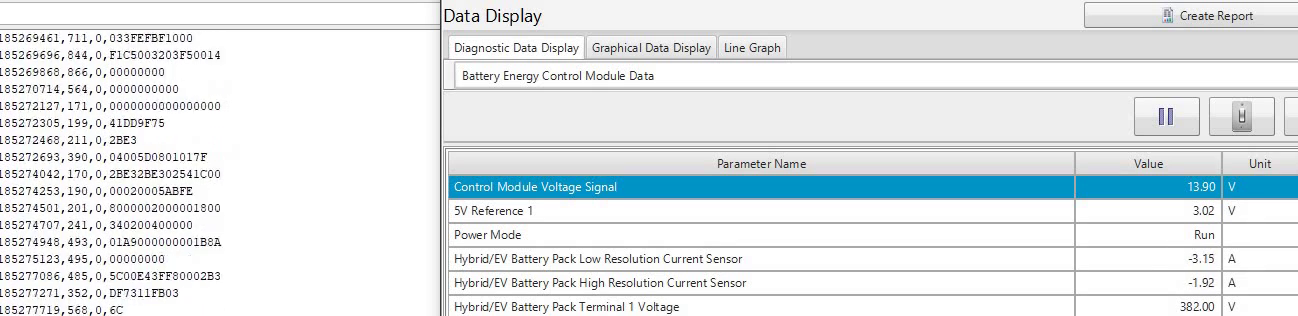 185269461,711,0,033FEFBF1000
185269696,844,0,F1C5003203F50014
185269868,866,0,00000000
185270714,564,0,0000000000
185272127,171,0,0000000000000000
185272305,199,0,41DD9F75
185272468,211,0,2BE3
185272693,390,0,04005D0801017F
185274042,170,0,2BE32BE302541C00
185274253,190,0,00020005ABFE
185274501,201,0,8000002000001800
185274707,241,0,340200400000
185274948,493,0,01A9000000001B8A
185275123,495,0,00000000
185277086,485,0,5C00E43FF80002B3
185277271,352,0,DF7311FB03
185277719,568,0,6C
Data Display
Create Report
Diagnostic Data Display Graphical Data Display Line Graph
Battery Energy Control Module Data
Parameter Name Value Unit
Control Module Voltage Signal 13.90 V
5V Reference 1 3.02 V
Power Mode Run
Hybrid/EV Battery Pack Low Resolution Current Sensor -3.15 A
Hybrid/EV Battery Pack High Resolution Current Sensor -1.92 A
Hybrid/EV Battery Pack Terminal 1 Voltage 382.00 V